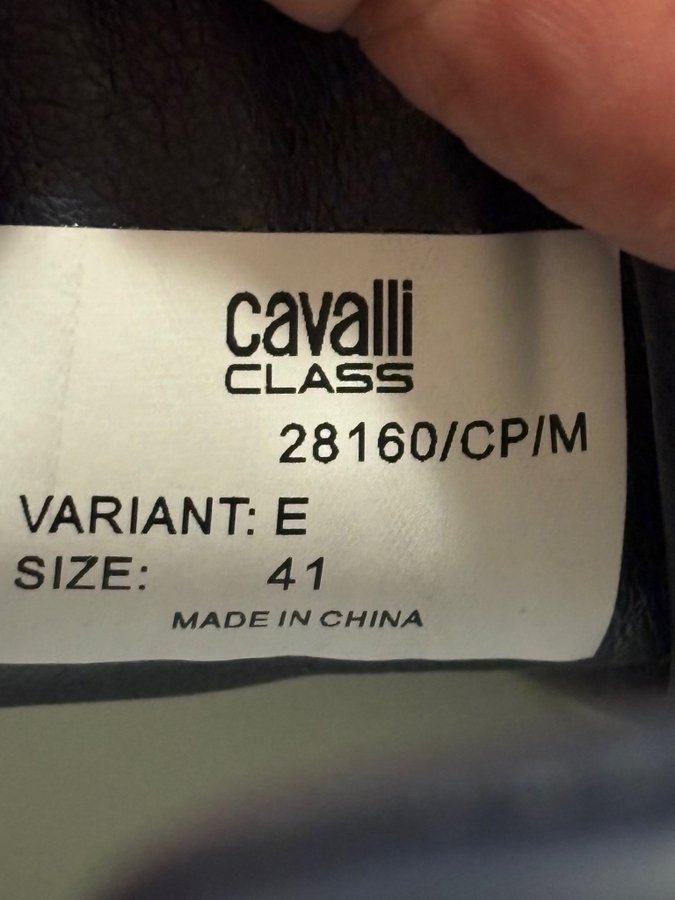 cavalli
CLASS
28160/CP/M
VARIANT: E
SIZE: 41
MADE IN CHINA